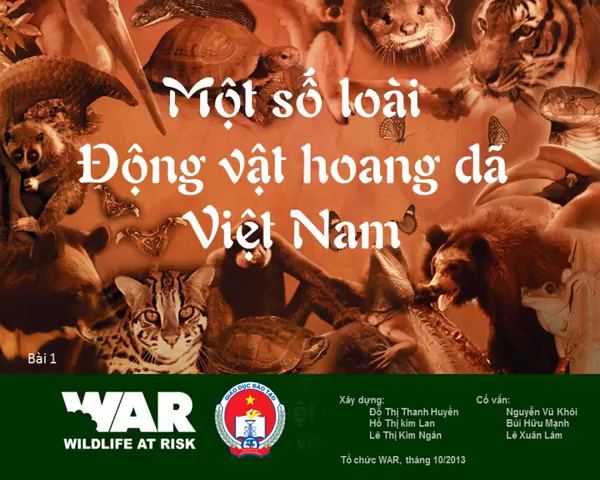 Một số loài
Động vật hoang dã
Việt Nam
Bài 1
WAR
WILDLIFE AT RISK
GIÁO DỤC ĐÀO TẠO
Xây dựng:
Đỗ Thị Thanh Huyền
Hồ Thị kim Lan
Lê Thị Kim Ngân
Cố vấn:
Nguyễn Vũ Khôi
Bùi Hữu Mạnh
Lê Xuân Lâm
Tổ chức WAR, tháng 10/2013